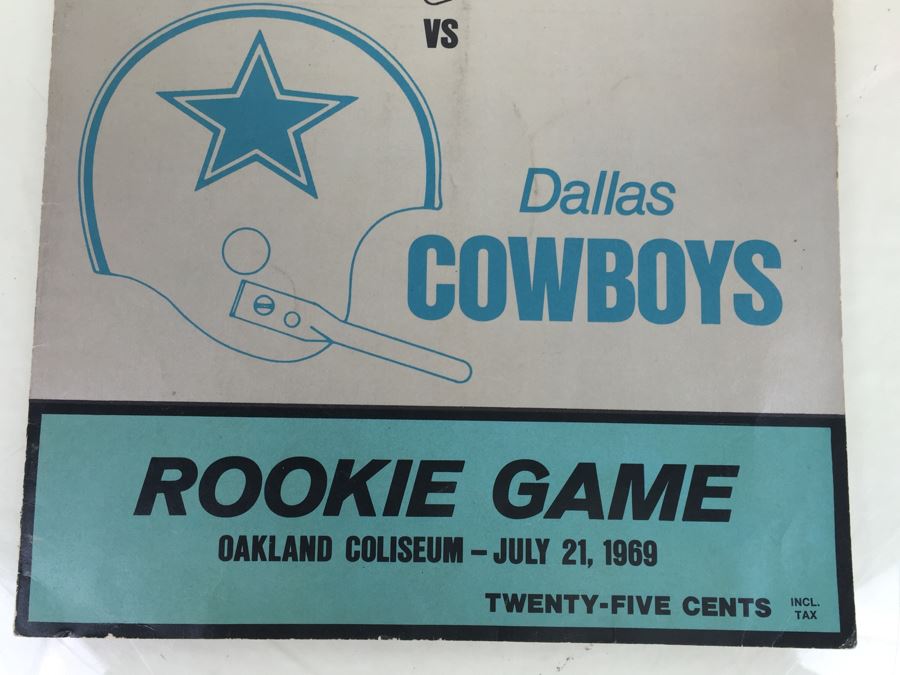 VS
Dallas
COWBOYS
ROOKIE GAME
OAKLAND COLISEUM – JULY 21, 1969
TWENTY-FIVE CENTS INCL. TAX